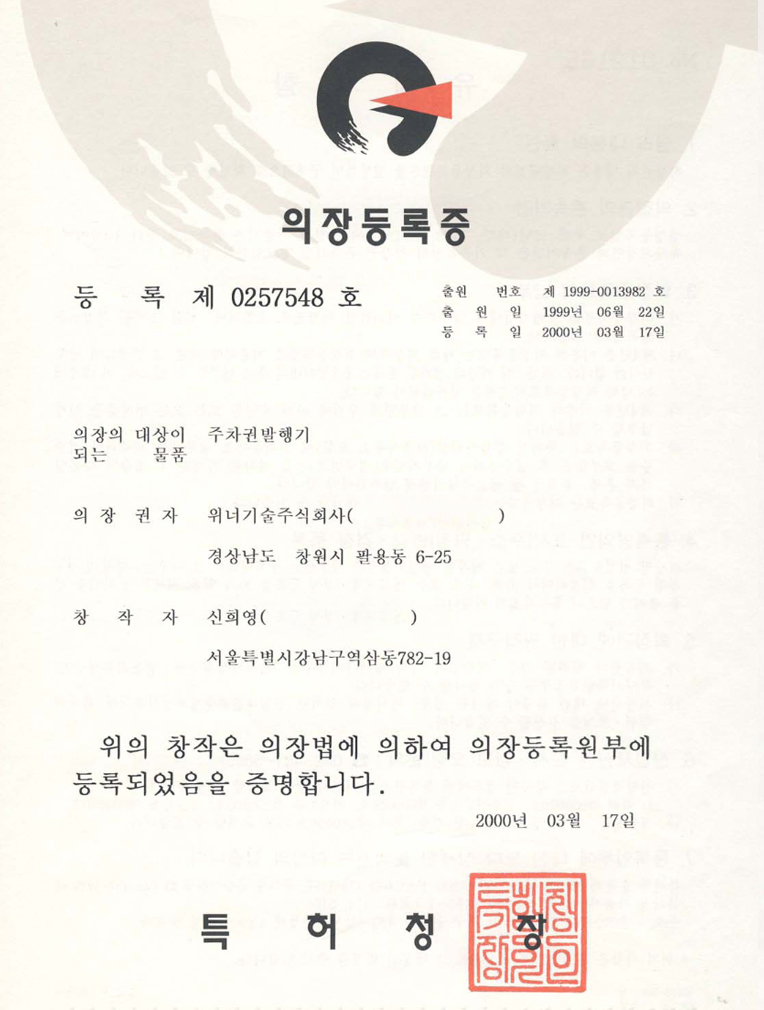 의장등록증
등 록 제 0257548 호
출원 번호 제 1999-0013982 호
출 원 일 1999년 06월 22일
등 록 일 2000년 03월 17일
의장의 대상이 주차권발행기
되는 물품
의 장 권 자 위너기술주식회사( )
경상남도 창원시 팔용동 6-25
창 작 자 신희영( )
서울특별시강남구역삼동782-19
위의 창작은 의장법에 의하여 의장등록원부에
등록되었음을 증명합니다.
2000년 03월 17일
특 허 청 장